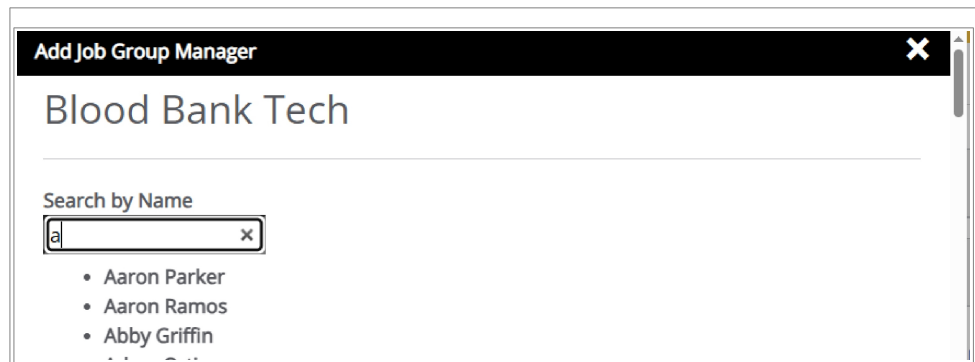 Add Job Group Manager
Blood Bank Tech
Search by Name
a
• Aaron Parker
• Aaron Ramos
• Abby Griffin